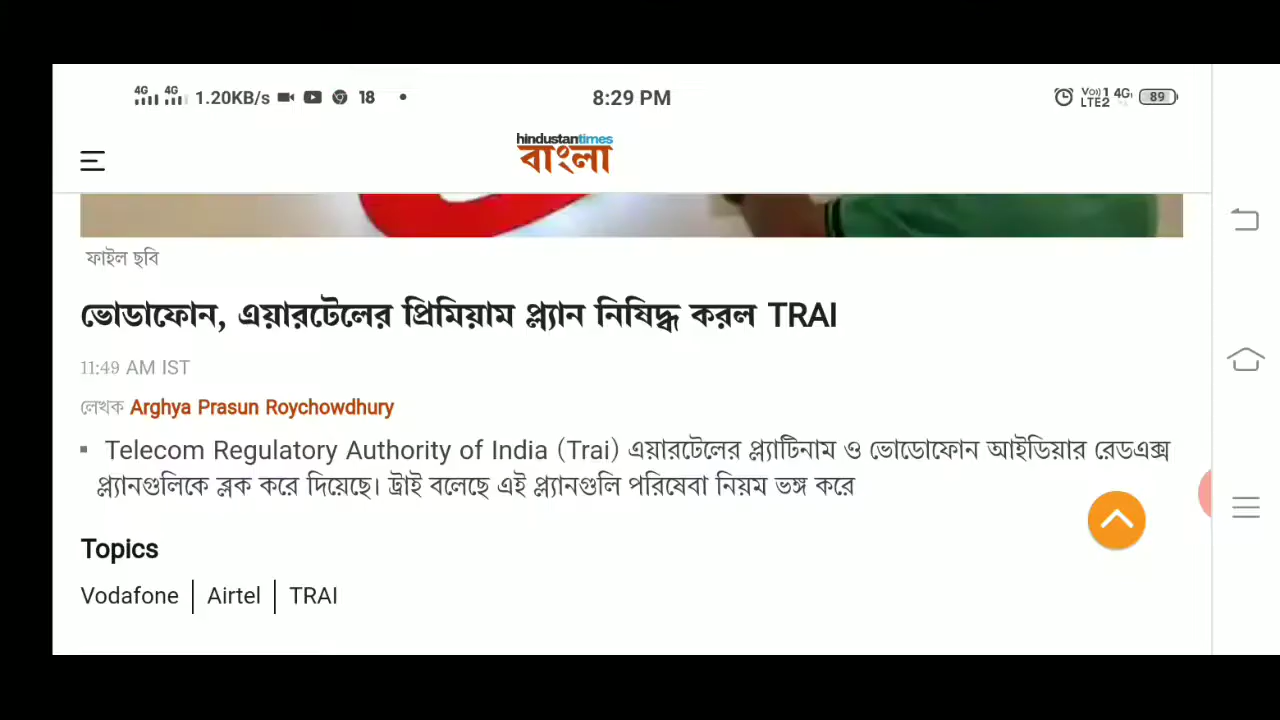 4G 4G 1.20KB/s 18 8:29 PM Vo)) 1 4G LTE2 89
hindustantimes
বাংলা
ফাইল ছবি
ভোডাফোন, এয়ারটেলের প্রিমিয়াম প্ল্যান নিষিদ্ধ করল TRAI
11:49 AM IST
লেখক Arghya Prasun Roychowdhury
▪ Telecom Regulatory Authority of India (Trai) এয়ারটেলের প্ল্যাটিনাম ও ভোডোফোন আইডিয়ার রেডএক্স
প্ল্যানগুলিকে ব্লক করে দিয়েছে। ট্রাই বলেছে এই প্ল্যানগুলি পরিষেবা নিয়ম ভঙ্গ করে
Topics
Vodafone | Airtel | TRAI